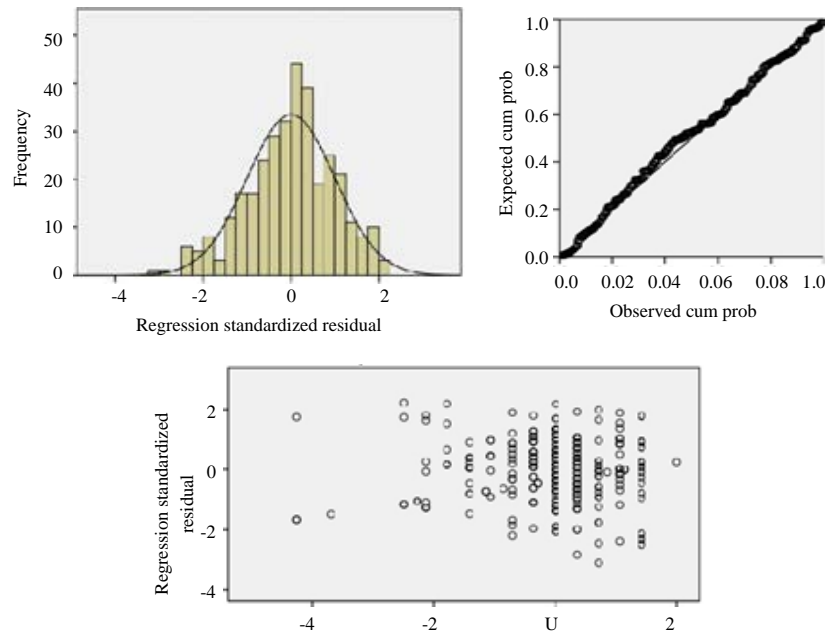 50
40
30
20
10
0
Frequency
-4 -2 0 2
Regression standardized residual
1.0
0.8
0.6
0.4
0.2
0.0
Expected cum prob
0.0 0.02 0.04 0.06 0.08 1.0
Observed cum prob
2
0
-2
-4
Regression standardized
residual
-4 -2 U 2